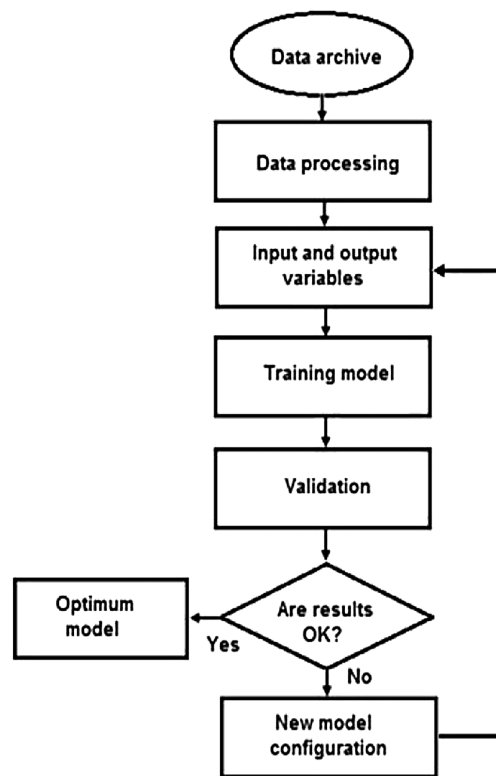 Data archive
Data processing
Input and output
variables
Training model
Validation
Are results
OK?
Optimum
model
Yes
No
New model
configuration